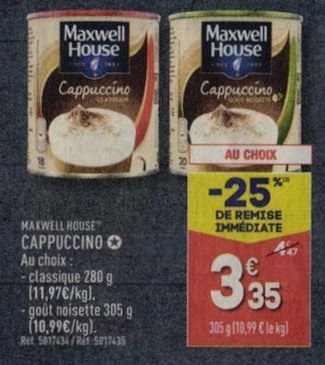 Maxwell
House
Cappuccino
CLASSIQUE
18
Maxwell
House
Cappuccino
GOÛT NOISETTE
20
AU CHOIX
-25%
DE REMISE
IMMÉDIATE
4€47
3€35
305 g (10,99 € le kg)
MAXWELL HOUSE
CAPPUCCINO
Au choix :
- classique 280 g
(11,97€/kg).
- goût noisette 305 g
(10,99€/kg).
Réf. 5017434 / Réf. 5017435